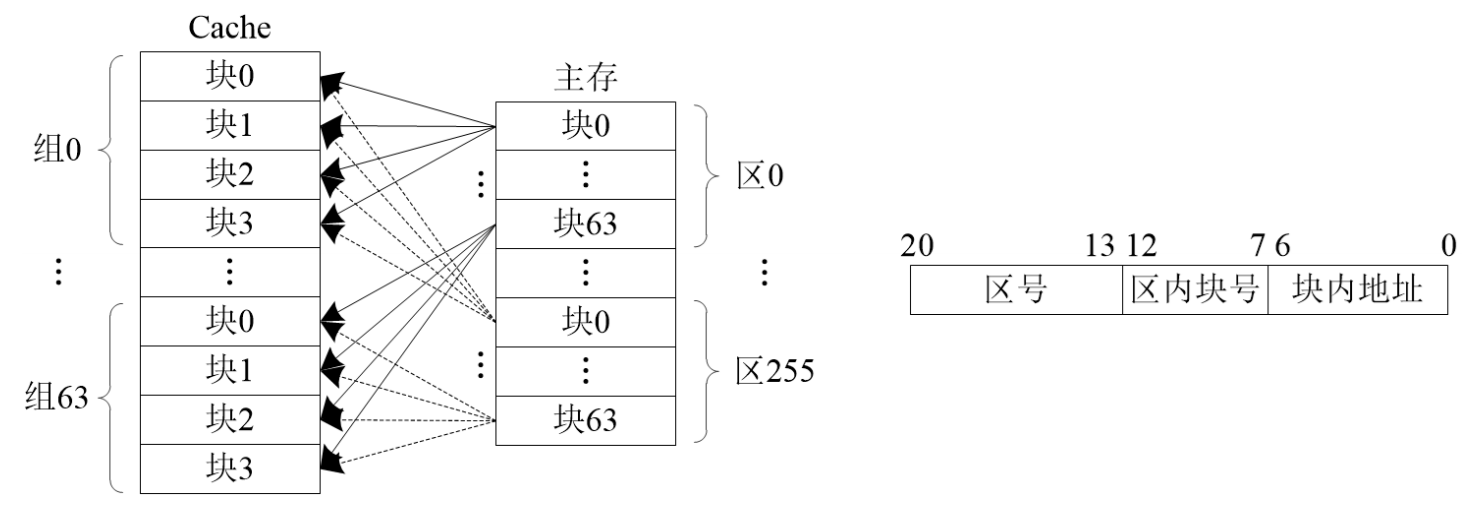 Cache
块0
块1
块2
块3
⋮
块0
块1
块2
块3
组0
⋮
组63
主存
块0
⋮
块63
⋮
块0
⋮
块63
⋮
⋮
区0
⋮
区255
20 13 12 7 6 0
区号 区内块号 块内地址